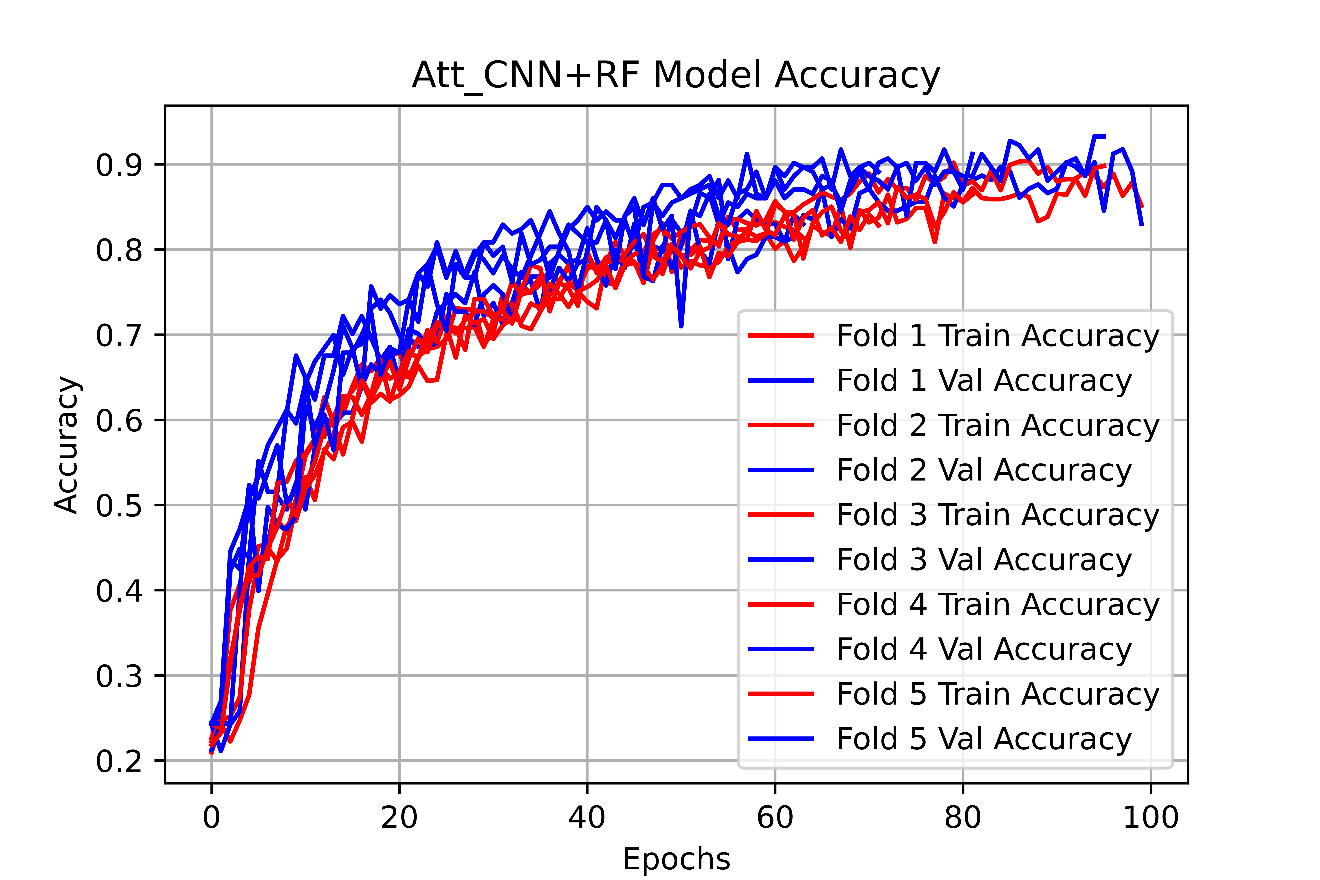 Att_CNN+RF Model Accuracy
Accuracy
0.9
0.8
0.7
0.6
0.5
0.4
0.3
0.2
Fold 1 Train Accuracy
Fold 1 Val Accuracy
Fold 2 Train Accuracy
Fold 2 Val Accuracy
Fold 3 Train Accuracy
Fold 3 Val Accuracy
Fold 4 Train Accuracy
Fold 4 Val Accuracy
Fold 5 Train Accuracy
Fold 5 Val Accuracy
0 20 40 60 80 100
Epochs